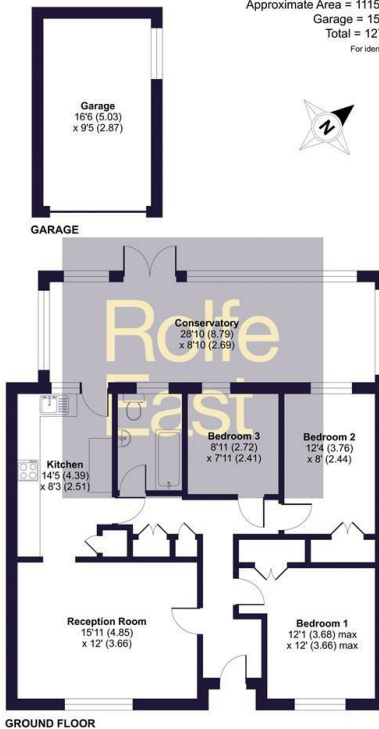 Approximate Area = 1115
Garage = 15
Total = 12
For iden
Garage
16'6 (5.03)
x 9'5 (2.87)
N
GARAGE
Rolfe
East
Conservatory
28'10 (8.79)
x 8'10 (2.69)
Kitchen
14'5 (4.39)
x 8'3 (2.51)
Bedroom 3
8'11 (2.72)
x 7'11 (2.41)
Bedroom 2
12'4 (3.76)
x 8' (2.44)
Reception Room
15'11 (4.85)
x 12' (3.66)
Bedroom 1
12'1 (3.68) max
x 12' (3.66) max
GROUND FLOOR